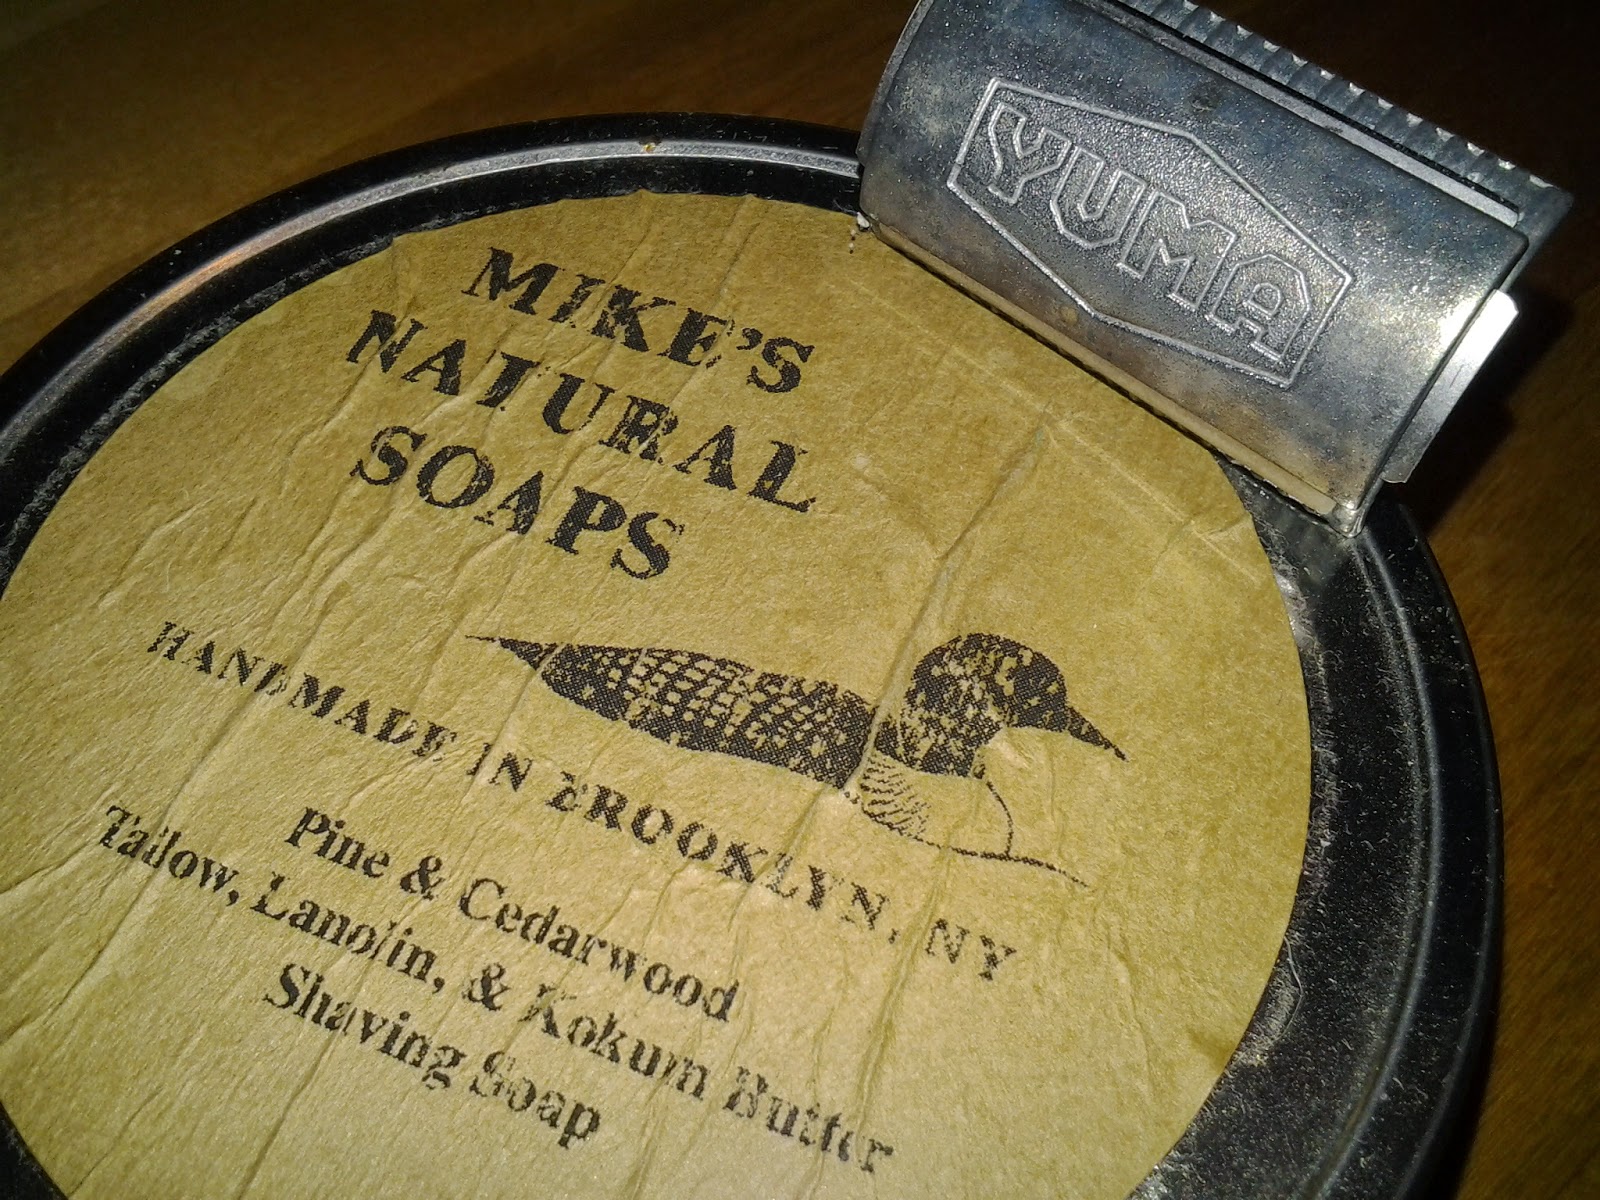 YUMA
MIKE'S
NATURAL
SOAPS
HANDMADE IN BROOKLYN, NY
Pine & Cedarwood
Tallow, Lanolin, & Kokum Butter
Shaving Soap